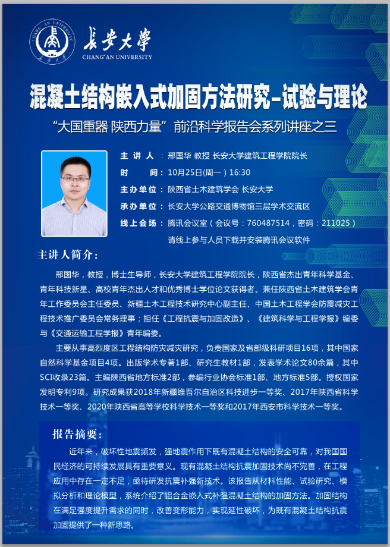 长安大学
CHANG'AN UNIVERSITY
混凝土结构嵌入式加固方法研究-试验与理论
“大国重器 陕西力量”前沿科学报告会系列讲座之三
主 讲 人 ：邢国华 教授 长安大学建筑工程学院院长
时 间：10月25日(周一) 16:30
主办单位：陕西省土木建筑学会 长安大学
承办单位：长安大学公路交通博物馆三层学术交流区
线上会场：腾讯会议室（会议号：760487514，密码：211025）
请线上参与人员下载并安装腾讯会议软件
主讲人简介：
邢国华，教授，博士生导师，长安大学建筑工程学院院长，陕西省杰出青年科学基金、
青年科技新星、高校青年杰出人才和优秀博士学位论文获得者，兼任陕西省土木建筑学会青
年工作委员会主任委员、新疆土木工程技术研究中心副主任、中国土木工程学会防震减灾工
程技术推广委员会常务理事；担任《工程抗震与加固改造》、《建筑科学与工程学报》编委
与《交通运输工程学报》青年编委。
主要从事高烈度区工程结构防灾减灾研究，负责国家及省部级科研项目16项，其中国家
自然科学基金项目4项。出版学术专著1部、研究生教材1部，发表学术论文80余篇，其中
SCI收录23篇。主编陕西省地方标准2部，参编行业协会标准1部、地方标准5部。授权国家
发明专利9项。研究成果获2018年新疆维吾尔自治区科技进步一等奖、2017年陕西省科学
技术一等奖、2020年陕西省高等学校科学技术一等奖和2017年西安市科学技术一等奖。
报告摘要：
近年来，破坏性地震频发，强地震作用下既有混凝土结构的安全可靠，对我国国
民经济的可持续发展具有重要意义。现有混凝土结构抗震加固技术尚不完善，在工程
应用中存在一定不足，亟待研发抗震补强新技术。该报告从材料性能、试验研究、模
拟分析和理论模型，系统介绍了铝合金嵌入式补强混凝土结构的加固方法。加固结构
在满足强度提升需求的同时，改善变形能力，实现延性破坏，为既有混凝土结构抗震
加固提供了一种新思路。